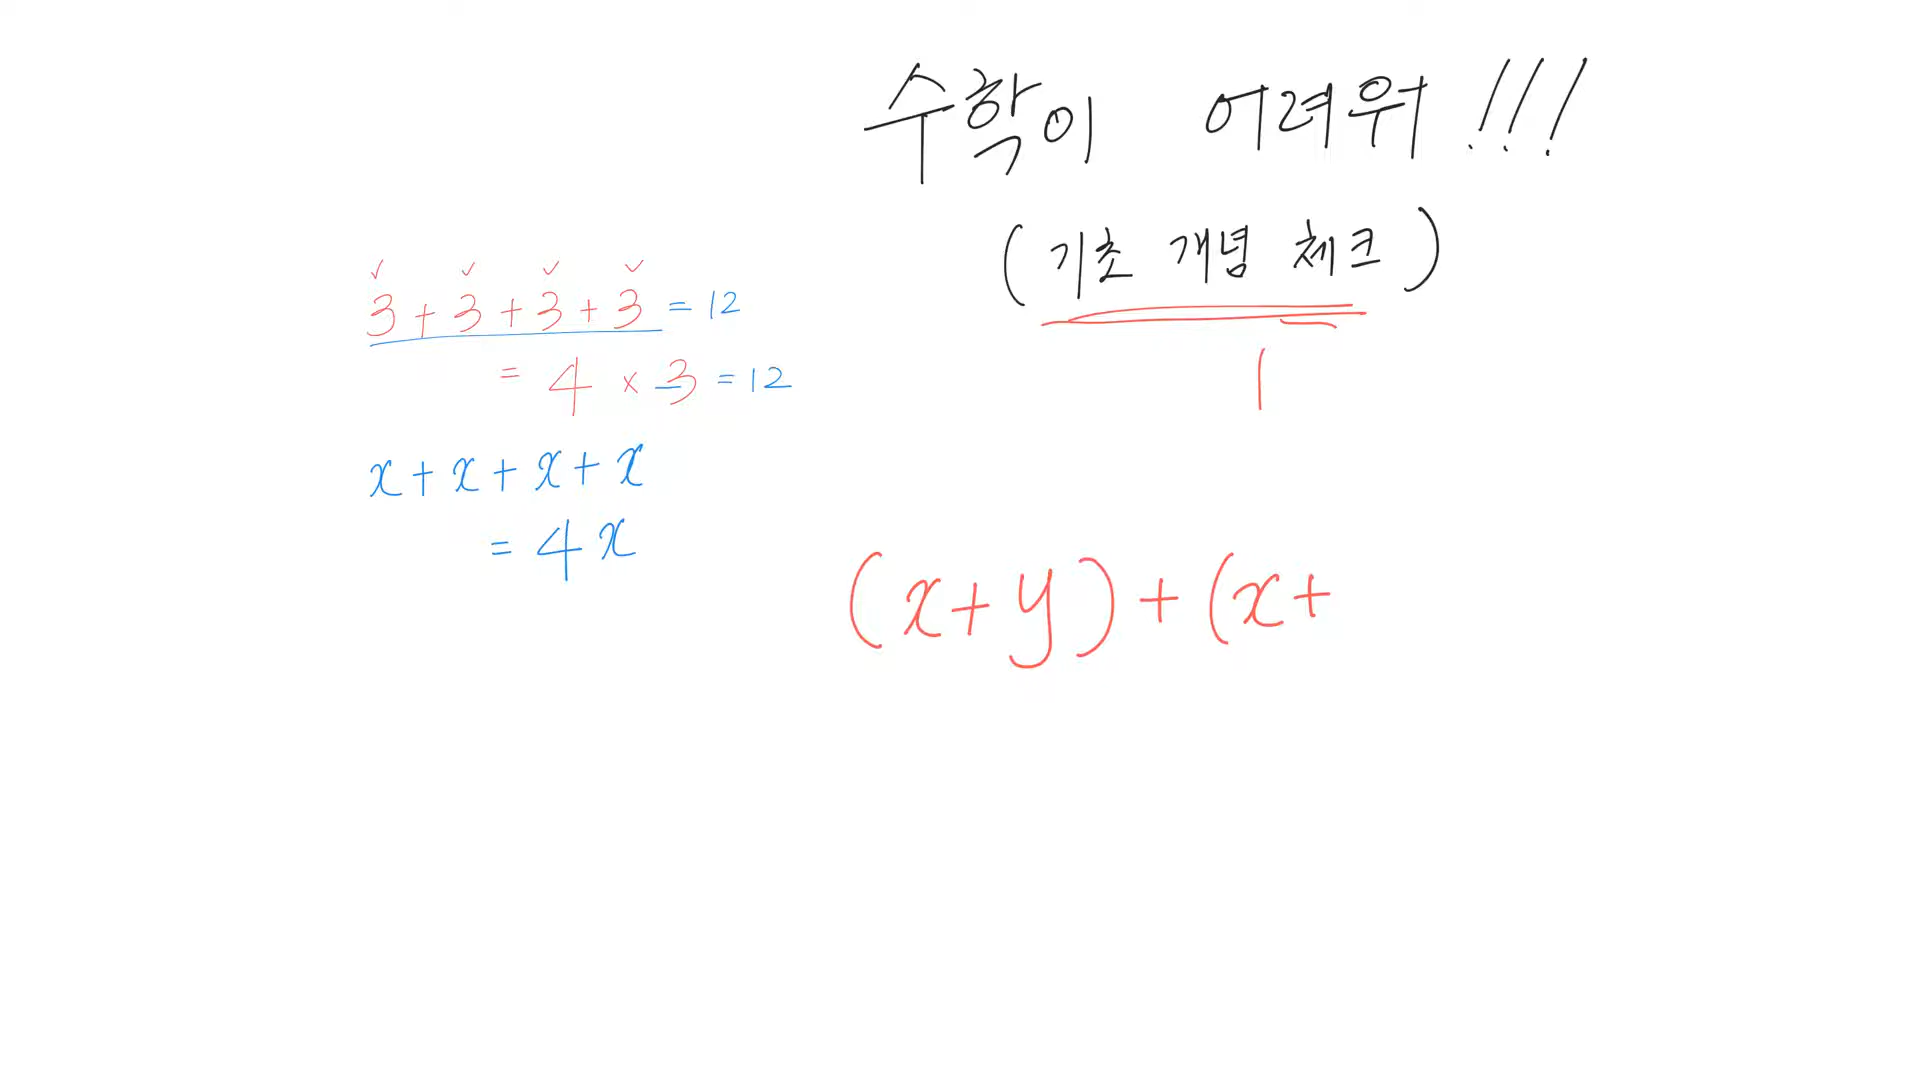 수학이 어려워!!!
(기초 개념 체크)
3+3+3+3=12
=4×3=12
x+x+x+x
=4x
(x+y)+(x+